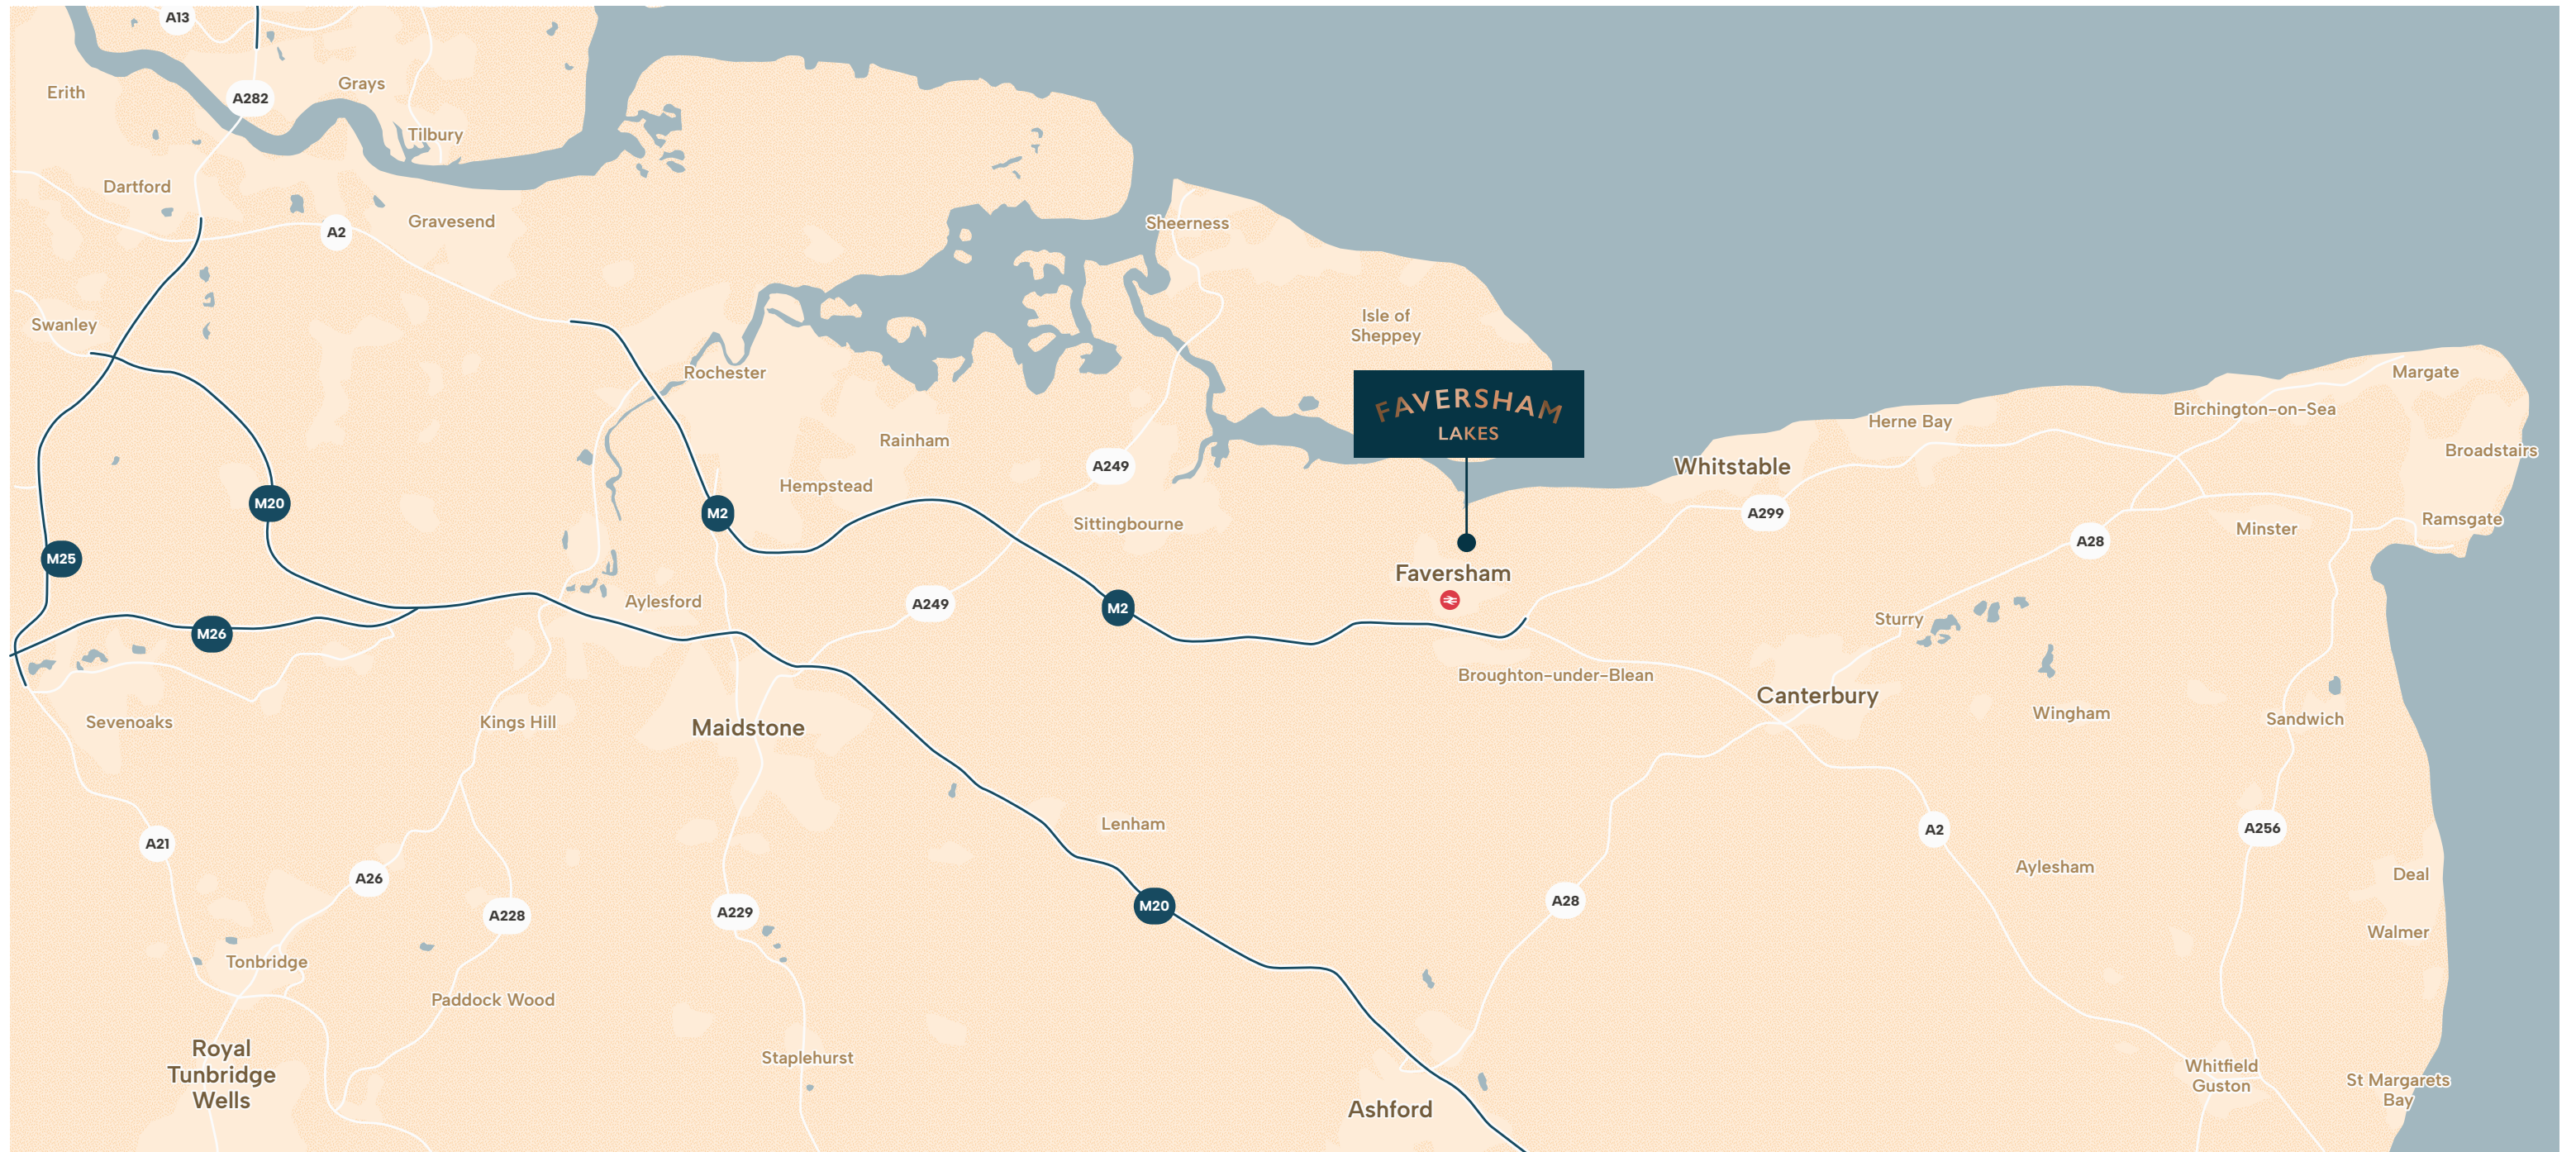 A13
Erith
A282
Grays
Tilbury
Dartford
A2
Gravesend
Sheerness
Swanley
Isle of
Sheppey
Rochester
FAVERSHAM
LAKES
Margate
Birchington-on-Sea
Herne Bay
Rainham
Broadstairs
A249
Whitstable
Hempstead
M20
M2
A299
Sittingbourne
Ramsgate
Minster
A28
M25
Faversham
Aylesford
A249
M2
Sturry
M26
Broughton-under-Blean
Canterbury
Wingham
Sandwich
Sevenoaks
Kings Hill
Maidstone
Lenham
A2
A256
A21
Aylesham
Deal
A26
A28
M20
A228
A229
Walmer
Tonbridge
Paddock Wood
Royal
Tunbridge
Wells
Staplehurst
Whitfield
Guston
St Margarets
Bay
Ashford